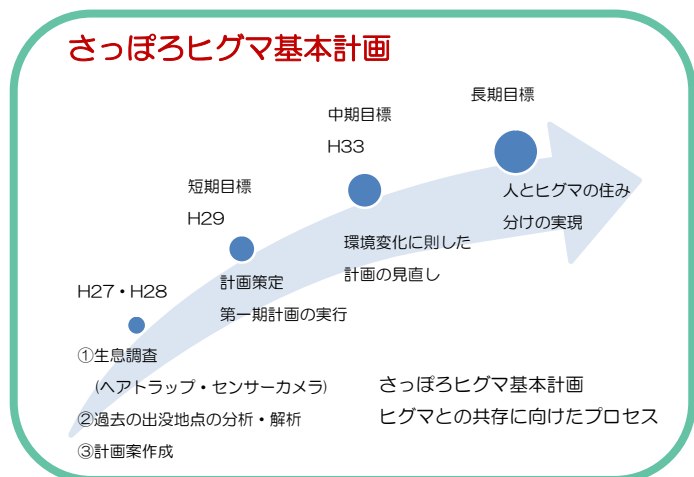 さっぽろヒグマ基本計画
長期目標
中期目標
H33
人とヒグマの住み
分けの実現
短期目標
H29
環境変化に則した
計画の見直し
計画策定
第一期計画の実行
H27・H28
①生息調査
(ヘアトラップ・センサーカメラ)
②過去の出没地点の分析・解析
③計画案作成
さっぽろヒグマ基本計画
ヒグマとの共存に向けたプロセス